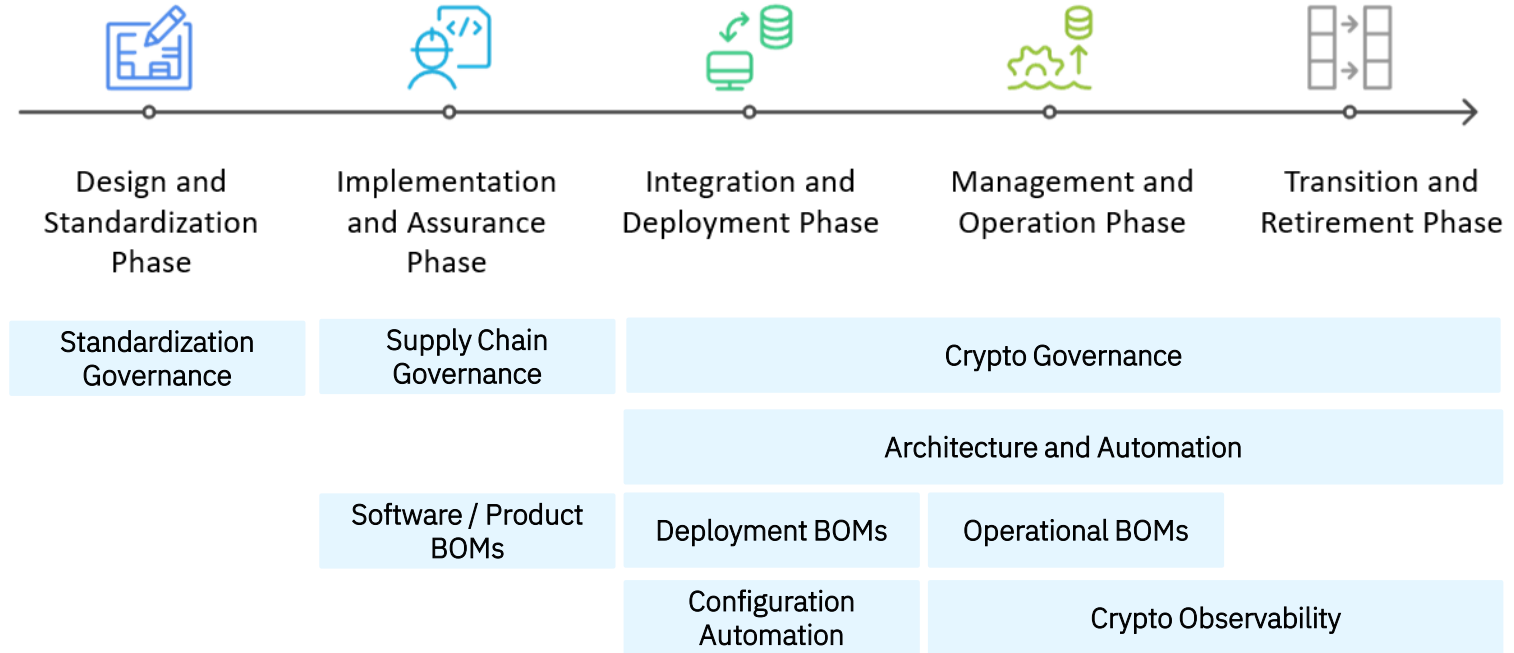 </>
Design and
Standardization
Phase
Implementation
and Assurance
Phase
Integration and
Deployment Phase
Management and
Operation Phase
Transition and
Retirement Phase
Standardization
Governance
Supply Chain
Governance
Crypto Governance
Architecture and Automation
Software / Product
BOMs
Deployment BOMs
Operational BOMs
Configuration
Automation
Crypto Observability